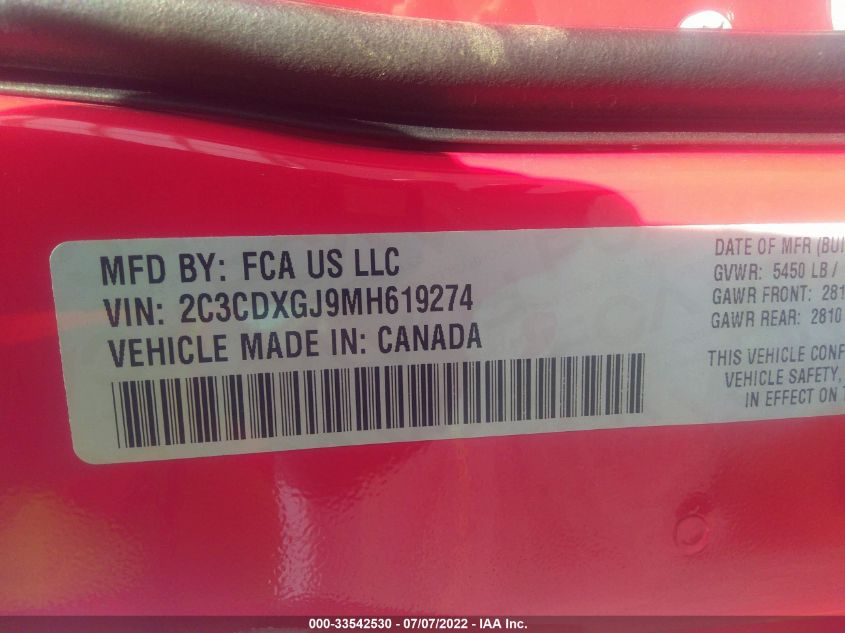 MFD BY: FCA US LLC
VIN: 2C3CDXGJ9MH619274
VEHICLE MADE IN: CANADA
DATE OF MFR (BUI
GVWR: 5450 LB /
GAWR FRONT: 281
GAWR REAR: 2810
THIS VEHICLE CONF
VEHICLE SAFETY,
IN EFFECT ON T
000-33542530 - 07/07/2022 - IAA Inc.